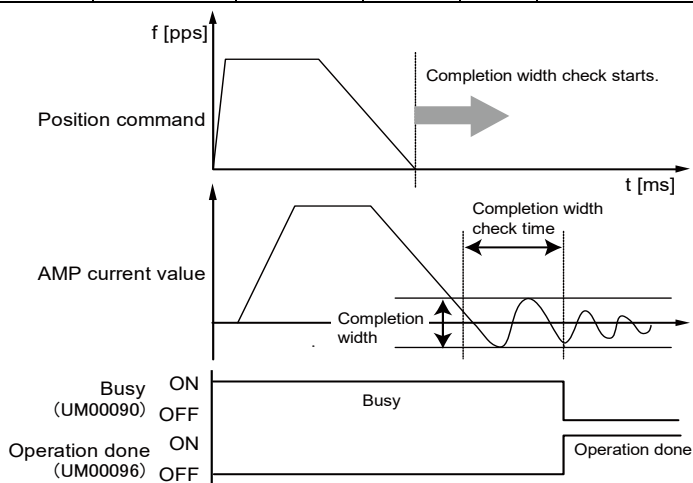 f [pps]
Completion width check starts.
Position command
t [ms]
Completion width
check time
AMP current value
Completion
width
Busy
(UM00090)
ON
OFF
Busy
Operation done
(UM00096)
ON
OFF
Operation done